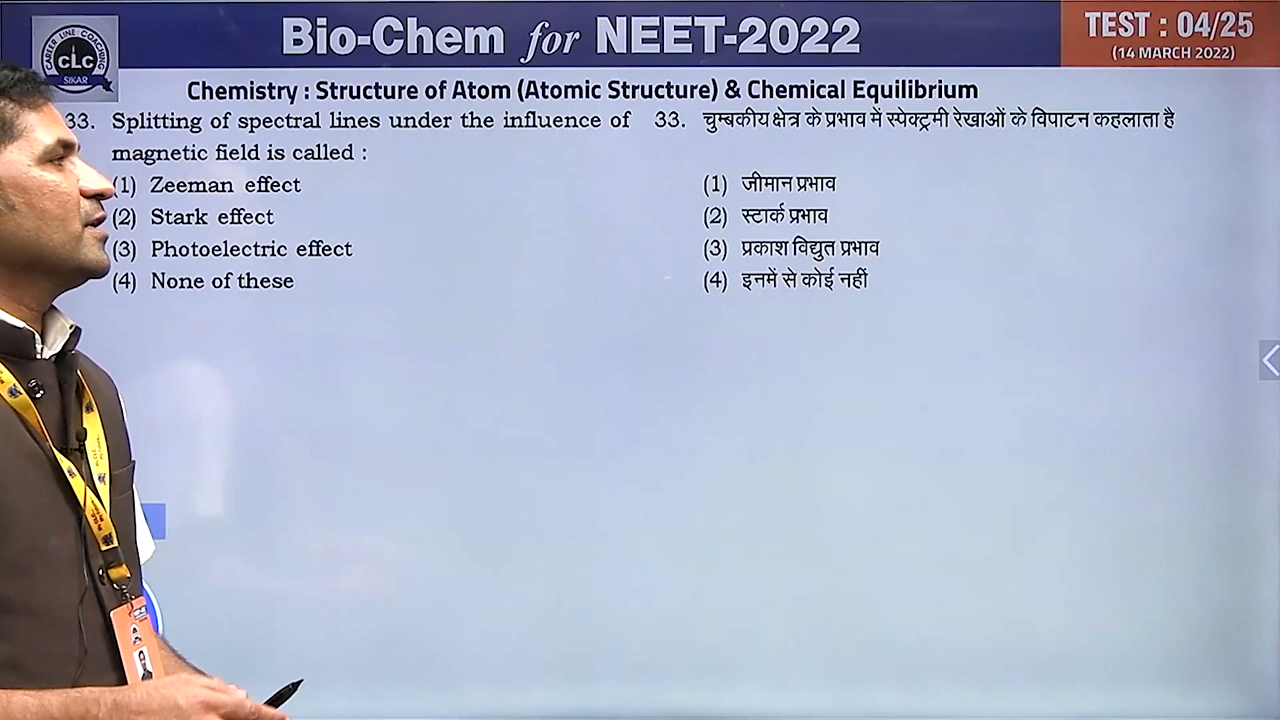 Bio-Chem for NEET-2022
TEST : 04/25
(14 MARCH 2022)
CAREER LINE COACHING
CLC
SIKAR
Chemistry : Structure of Atom (Atomic Structure) & Chemical Equilibrium
33. Splitting of spectral lines under the influence of
magnetic field is called :
(1) Zeeman effect
(2) Stark effect
(3) Photoelectric effect
(4) None of these
33. चुम्बकीय क्षेत्र के प्रभाव में स्पेक्ट्रमी रेखाओं के विपाटन कहलाता है
(1) जीमान प्रभाव
(2) स्टार्क प्रभाव
(3) प्रकाश विद्युत प्रभाव
(4) इनमें से कोई नहीं